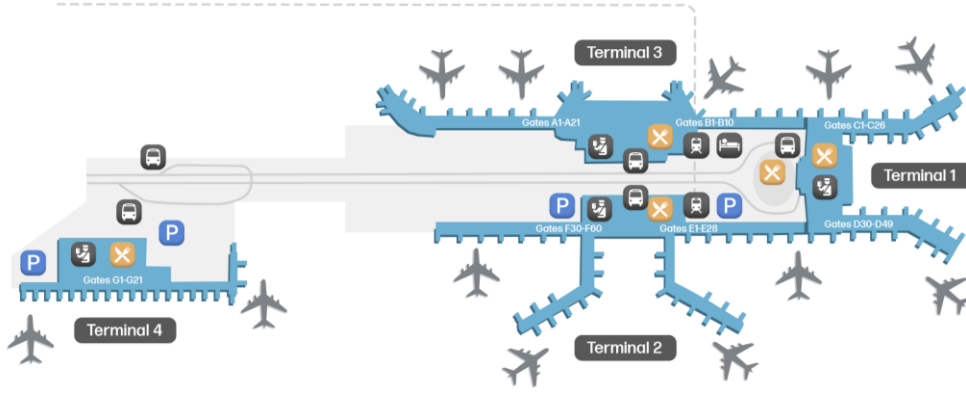 Terminal 3
Gates A1-A21
Gates B1-B10
Gates C1-C26
Terminal 1
P
P
Gates F30-F60
Gates E1-E28
Gates D30-D49
P
P
Gates G1-G21
Terminal 4
Terminal 2